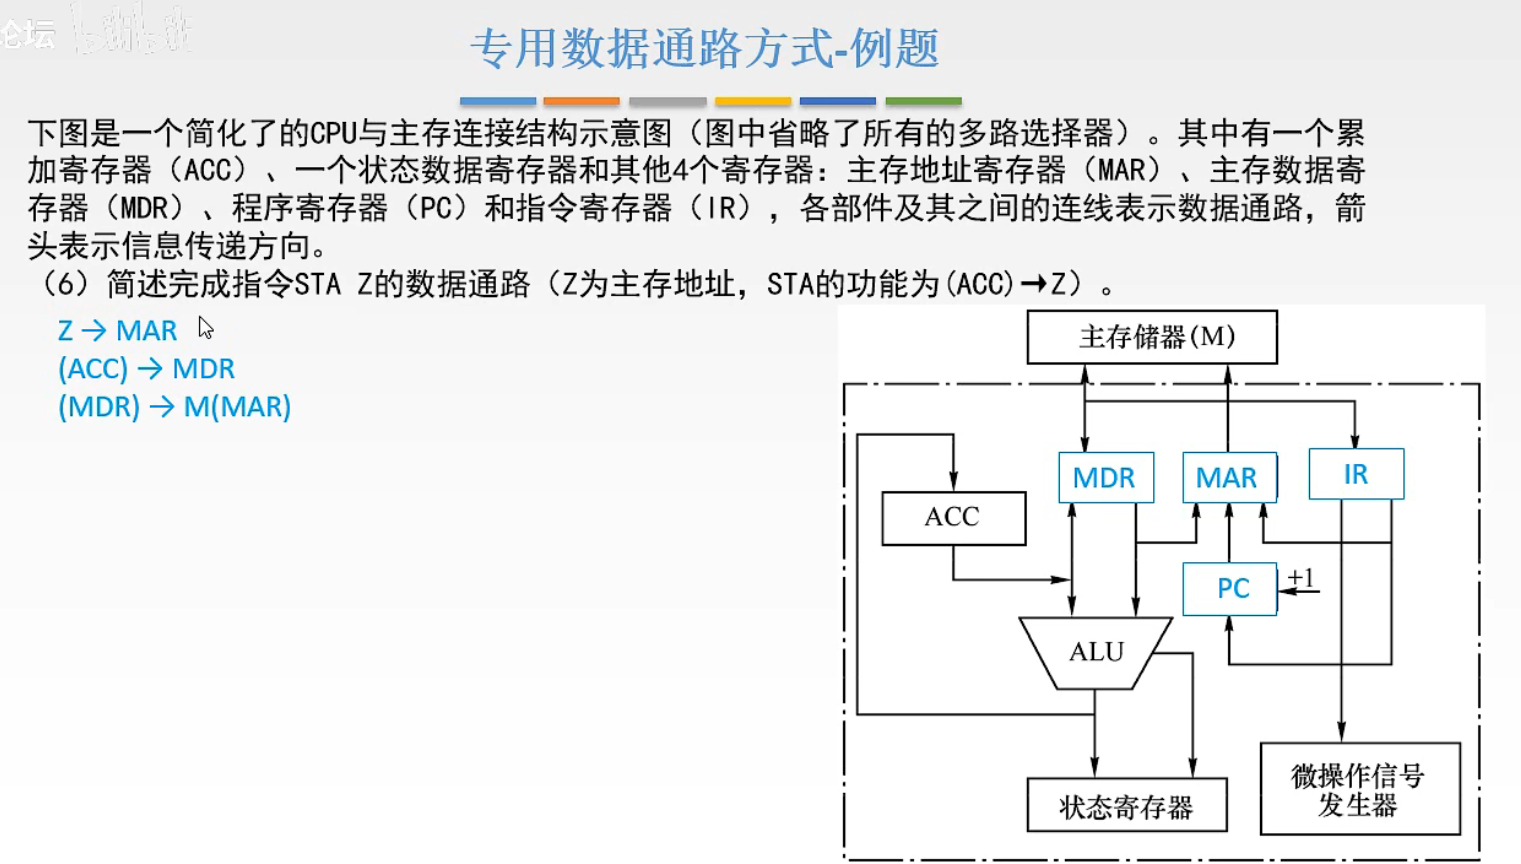 论坛 bilibili
专用数据通路方式-例题
下图是一个简化了的CPU与主存连接结构示意图（图中省略了所有的多路选择器）。其中有一个累
加寄存器（ACC）、一个状态数据寄存器和其他4个寄存器：主存地址寄存器（MAR）、主存数据寄
存器（MDR）、程序寄存器（PC）和指令寄存器（IR），各部件及其之间的连线表示数据通路，箭
头表示信息传递方向。
（6）简述完成指令STA Z的数据通路（Z为主存地址，STA的功能为(ACC)→Z）。
Z → MAR
(ACC) → MDR
(MDR) → M(MAR)
主存储器(M)
MDR
MAR
IR
ACC
PC
+1
ALU
微操作信号
发生器
状态寄存器